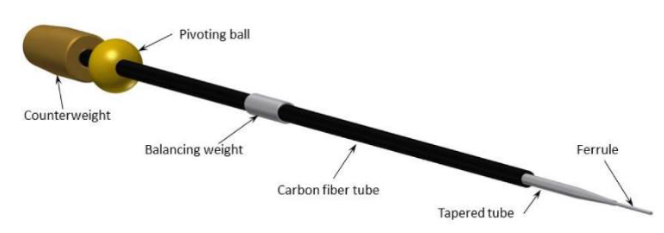 Pivoting ball
Counterweight
Balancing weight
Ferrule
Carbon fiber tube
Tapered tube